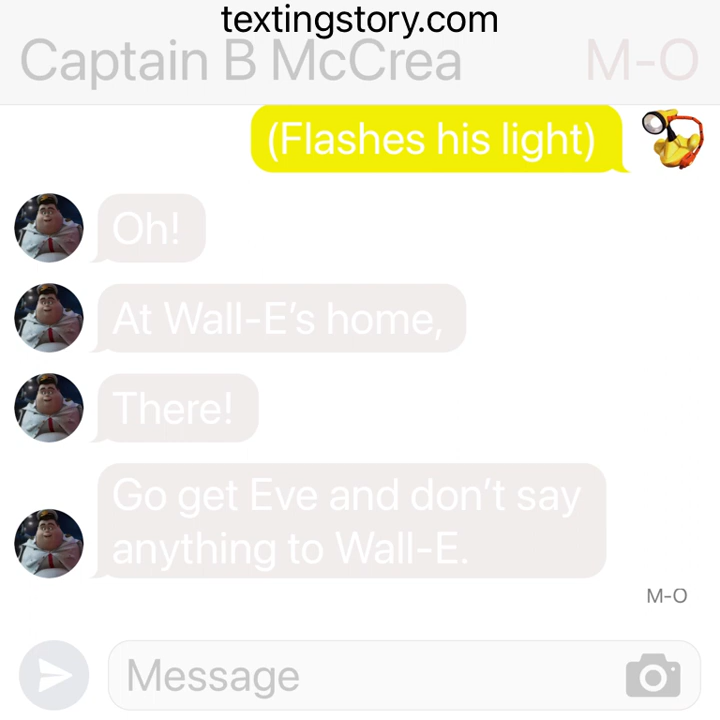 textingstory.com
Captain B McCrea
M-O
(Flashes his light)
Oh!
At Wall-E’s home,
There!
Go get Eve and don’t say
anything to Wall-E.
M-O
Message